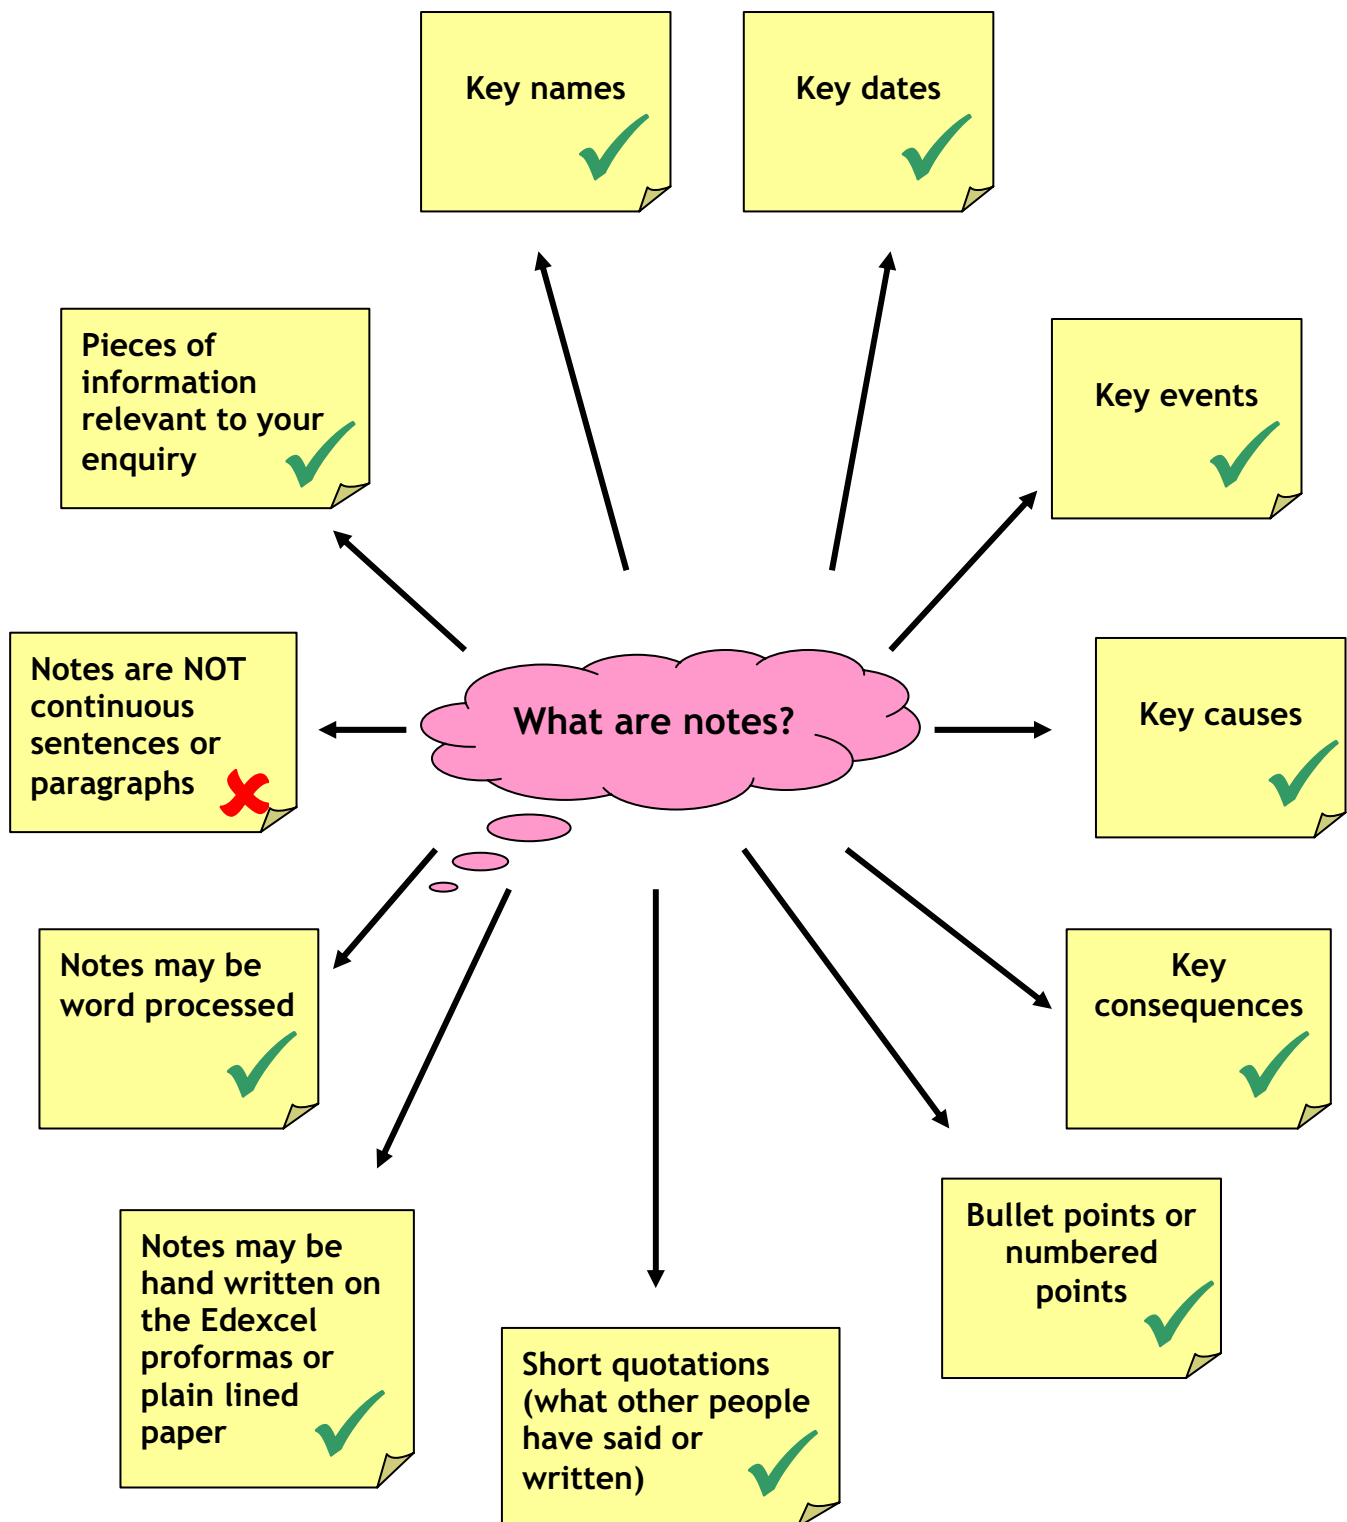 Key names
Key dates
Pieces of
information
relevant to your
enquiry
Key events
Notes are NOT
continuous
sentences or
paragraphs
What are notes?
Key causes
Notes may be
word processed
Key
consequences
Bullet points or
numbered
points
Notes may be
hand written on
the Edexcel
proformas or
plain lined
paper
Short quotations
(what other people
have said or
written)